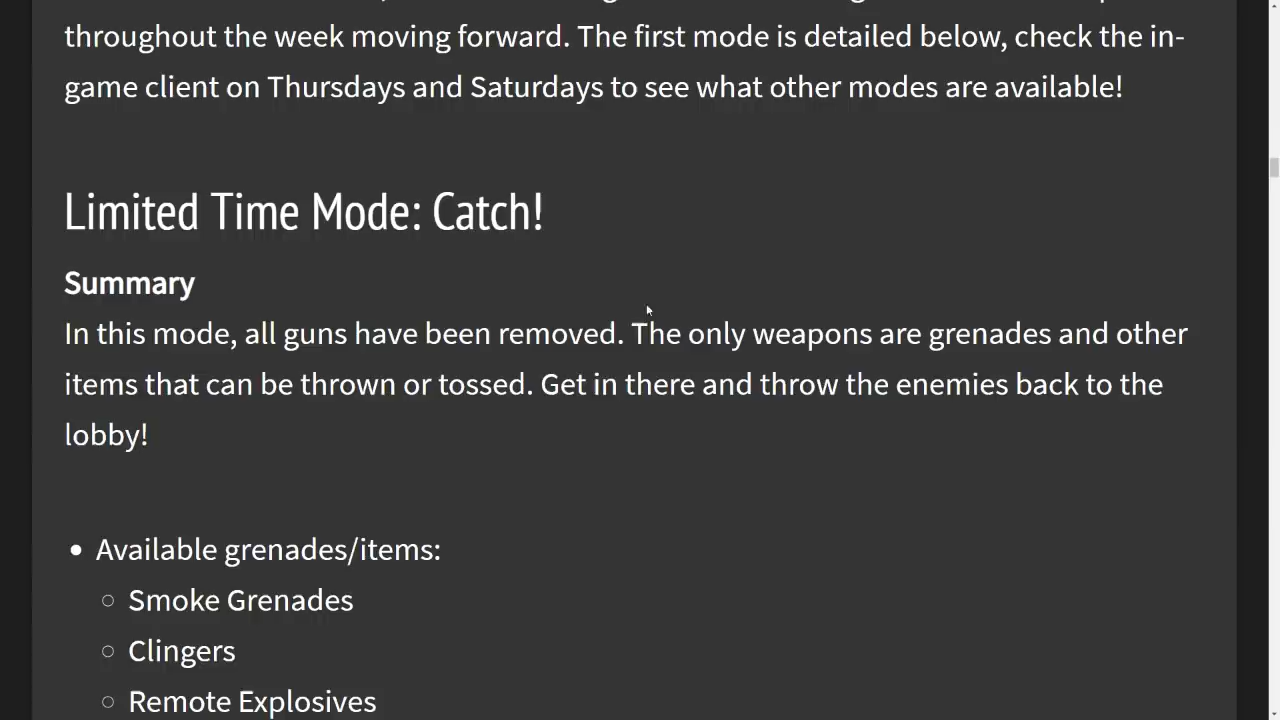 throughout the week moving forward. The first mode is detailed below, check the in-
game client on Thursdays and Saturdays to see what other modes are available!
Limited Time Mode: Catch!
Summary
In this mode, all guns have been removed. The only weapons are grenades and other
items that can be thrown or tossed. Get in there and throw the enemies back to the
lobby!
Available grenades/items:
Smoke Grenades
Clingers
Remote Explosives